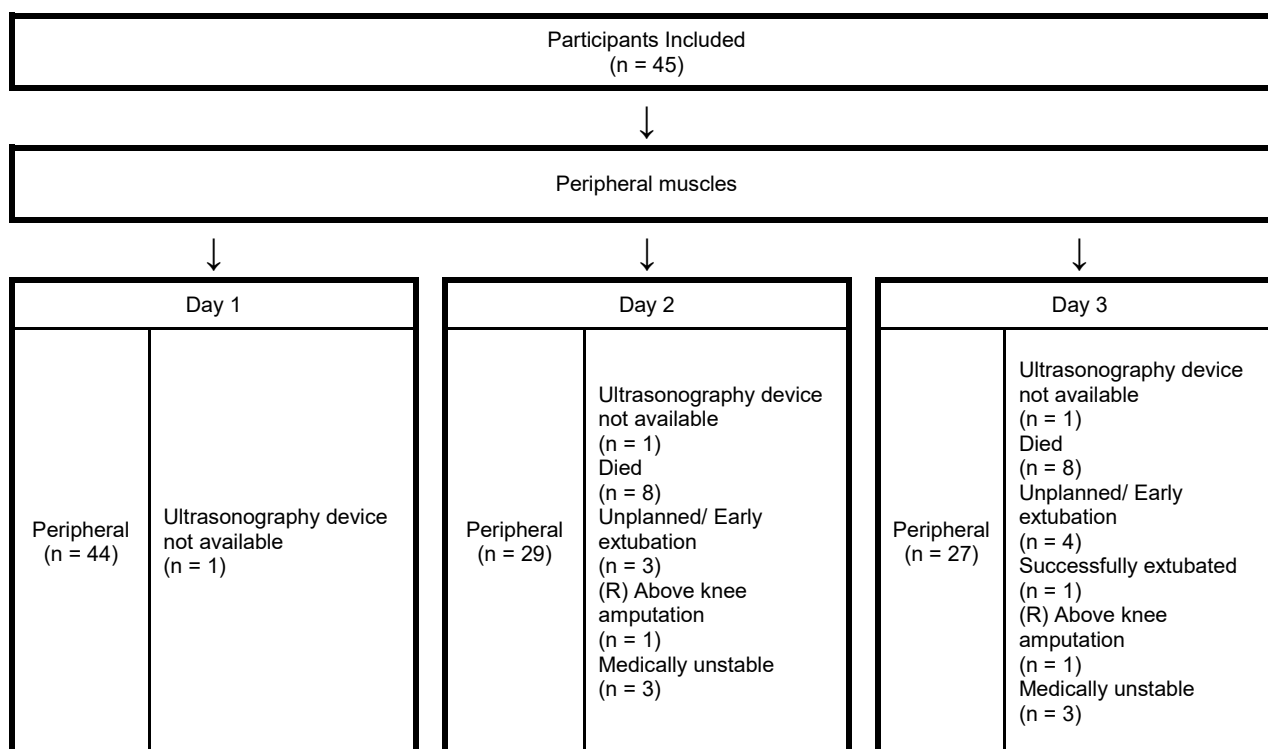 Participants Included
(n = 45)
↓
Peripheral muscles
↓ ↓ ↓
Day 1
Peripheral
(n = 44)
Ultrasonography device
not available
(n = 1)
Day 2
Peripheral
(n = 29)
Ultrasonography device
not available
(n = 1)
Died
(n = 8)
Unplanned/ Early
extubation
(n = 3)
(R) Above knee
amputation
(n = 1)
Medically unstable
(n = 3)
Day 3
Peripheral
(n = 27)
Ultrasonography device
not available
(n = 1)
Died
(n = 8)
Unplanned/ Early
extubation
(n = 4)
Successfully extubated
(n = 1)
(R) Above knee
amputation
(n = 1)
Medically unstable
(n = 3)